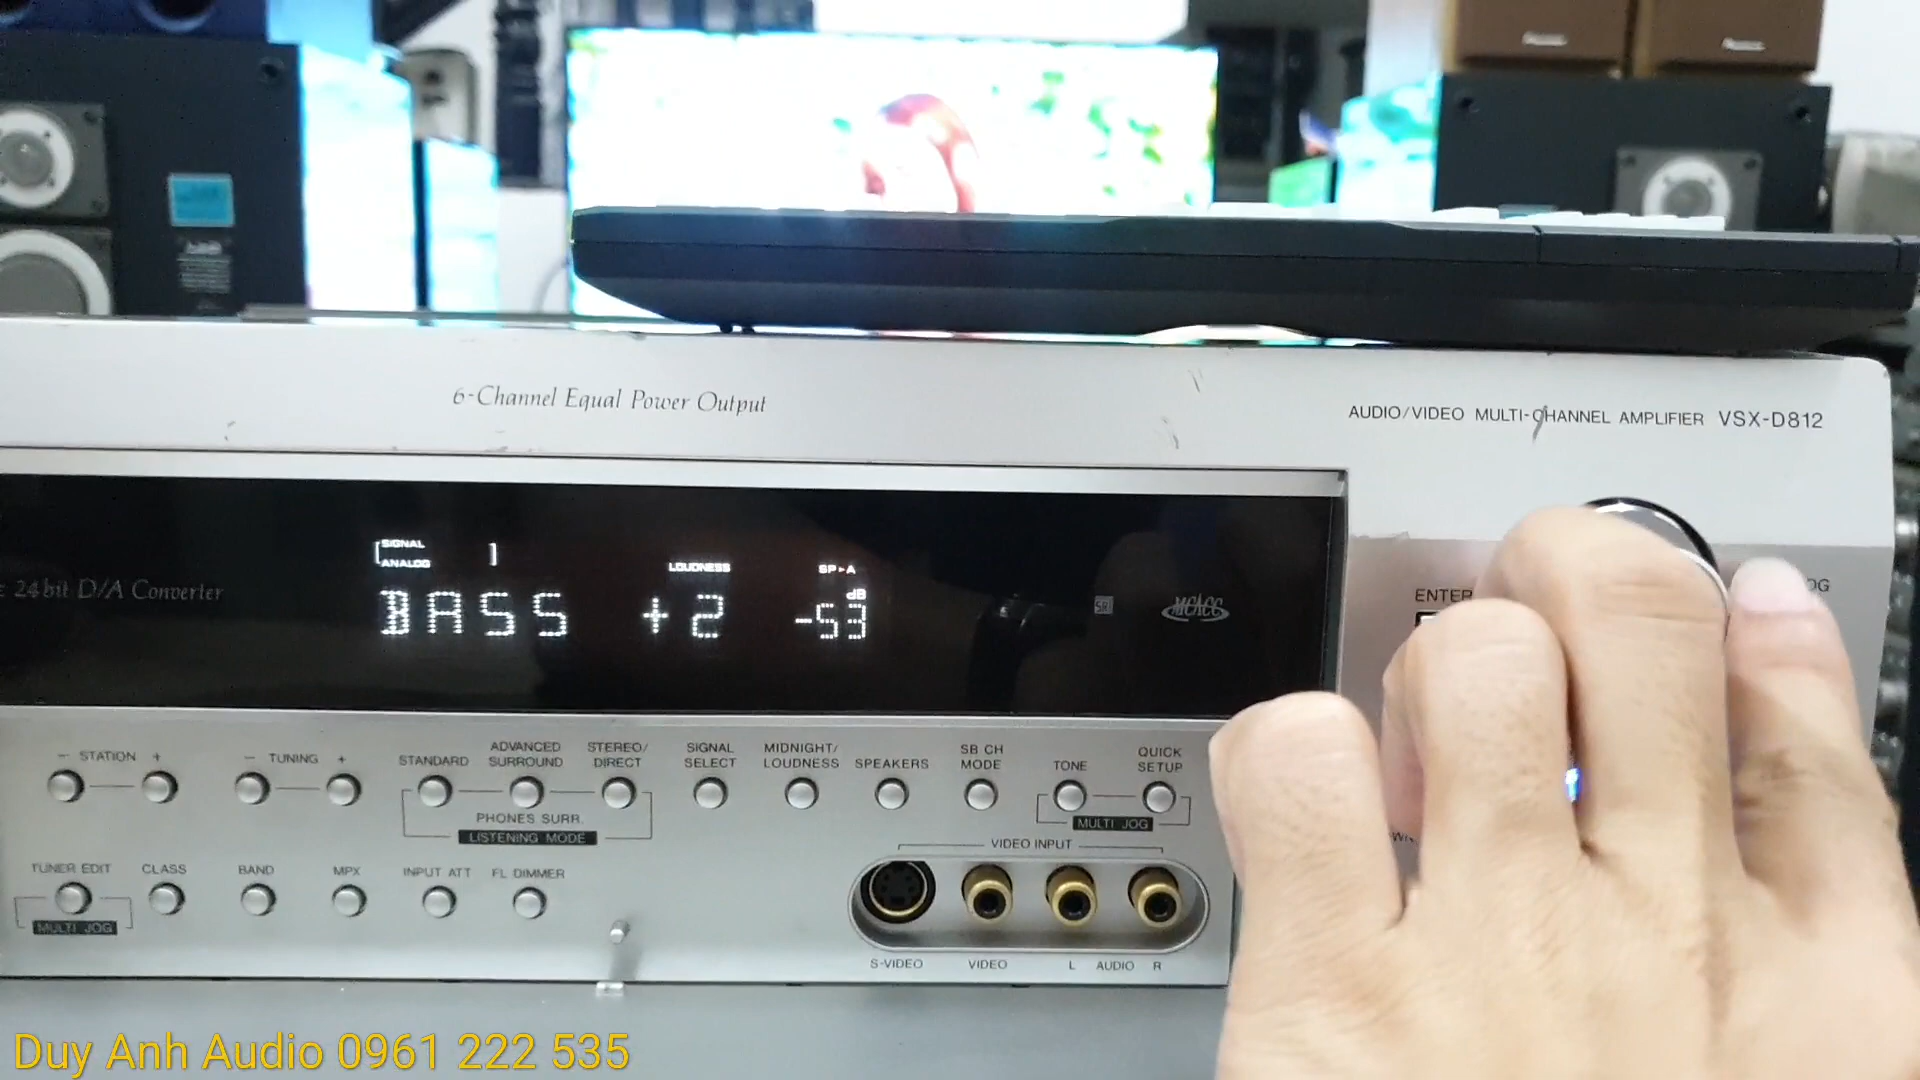 6-Channel Equal Power Output
AUDIO/VIDEO MULTI-CHANNEL AMPLIFIER VSX-D812
24bit D/A Converter
[SIGNAL ]
ANALOG
LOUDNESS
SP▸A
dB
BASS +2 -53
SB
MCACC
ENTER
OG
− STATION +
− TUNING +
STANDARD
ADVANCED SURROUND
STEREO/ DIRECT
SIGNAL SELECT
MIDNIGHT/ LOUDNESS
SPEAKERS
SB CH MODE
TONE
QUICK SETUP
PHONES SURR.
LISTENING MODE
MULTI JOG
VIDEO INPUT
TUNER EDIT
CLASS
BAND
MPX
INPUT ATT
FL DIMMER
MULTI JOG
S-VIDEO
VIDEO
L AUDIO R
Duy Anh Audio 0961 222 535